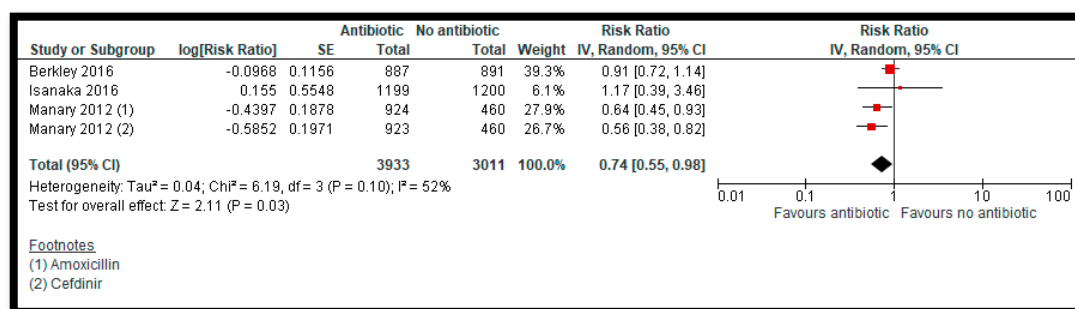 Antibiotic No antibiotic Risk Ratio Risk Ratio
Study or Subgroup log[Risk Ratio] SE Total Total Weight IV, Random, 95% CI IV, Random, 95% CI
Berkley 2016 -0.0968 0.1156 887 891 39.3% 0.91 [0.72, 1.14]
Isanaka 2016 0.155 0.5548 1199 1200 6.1% 1.17 [0.39, 3.46]
Manary 2012 (1) -0.4397 0.1878 924 460 27.9% 0.64 [0.45, 0.93]
Manary 2012 (2) -0.5852 0.1971 923 460 26.7% 0.56 [0.38, 0.82]
Total (95% CI) 3933 3011 100.0% 0.74 [0.55, 0.98]
Heterogeneity: Tau² = 0.04; Chi² = 6.19, df = 3 (P = 0.10); I² = 52%
Test for overall effect: Z = 2.11 (P = 0.03)
0.01 0.1 1 10 100
Favours antibiotic Favours no antibiotic
Footnotes
(1) Amoxicillin
(2) Cefdinir